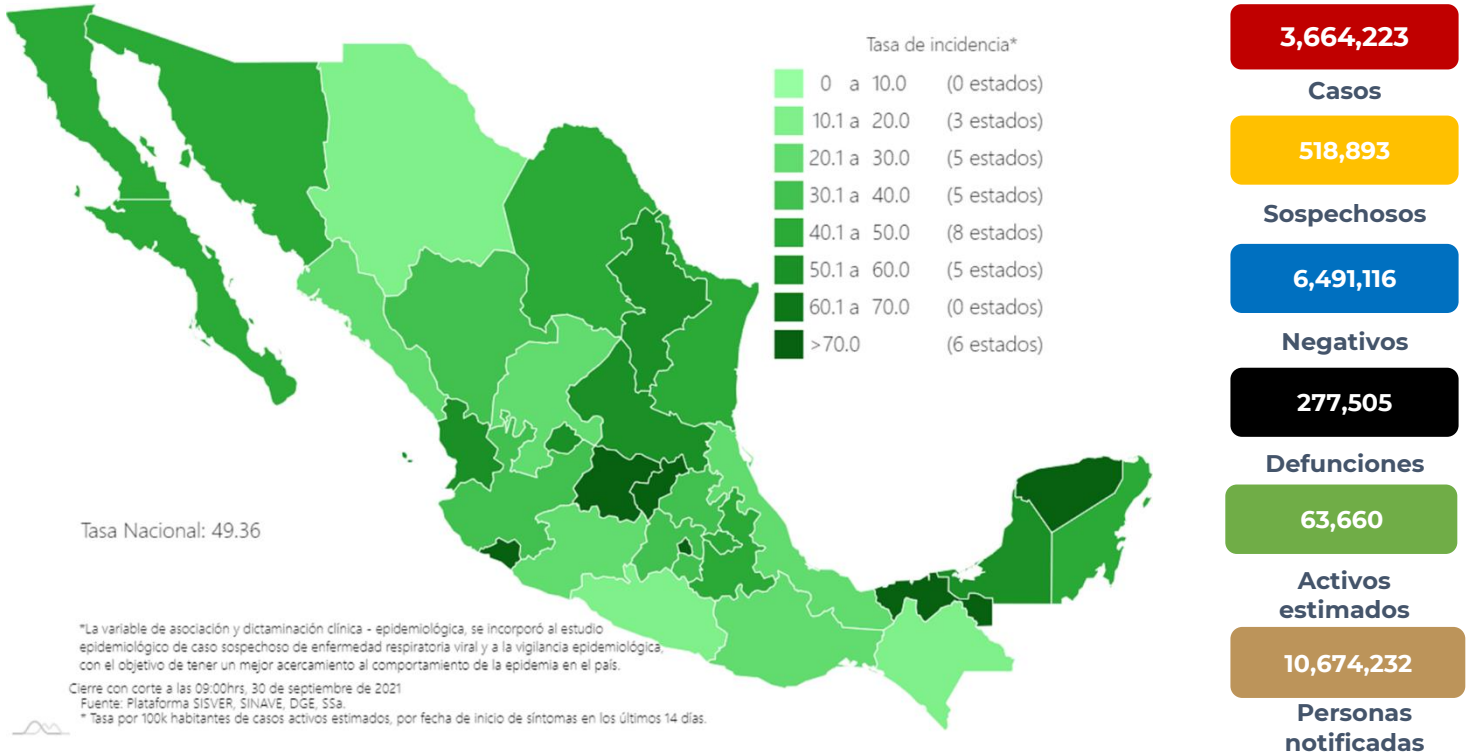 Tasa de incidencia*
0 a 10.0 (0 estados)
10.1 a 20.0 (3 estados)
20.1 a 30.0 (5 estados)
30.1 a 40.0 (5 estados)
40.1 a 50.0 (8 estados)
50.1 a 60.0 (5 estados)
60.1 a 70.0 (0 estados)
>70.0 (6 estados)
Tasa Nacional: 49.36
*La variable de asociación y dictaminación clínica - epidemiológica, se incorporó al estudio
epidemiológico de caso sospechoso de enfermedad respiratoria viral y a la vigilancia epidemiológica,
con el objetivo de tener un mejor acercamiento al comportamiento de la epidemia en el país.
Cierre con corte a las 09:00hrs, 30 de septiembre de 2021
Fuente: Plataforma SISVER, SINAVE, DGE, SSa.
* Tasa por 100k habitantes de casos activos estimados, por fecha de inicio de síntomas en los últimos 14 días.
3,664,223
Casos
518,893
Sospechosos
6,491,116
Negativos
277,505
Defunciones
63,660
Activos
estimados
10,674,232
Personas
notificadas